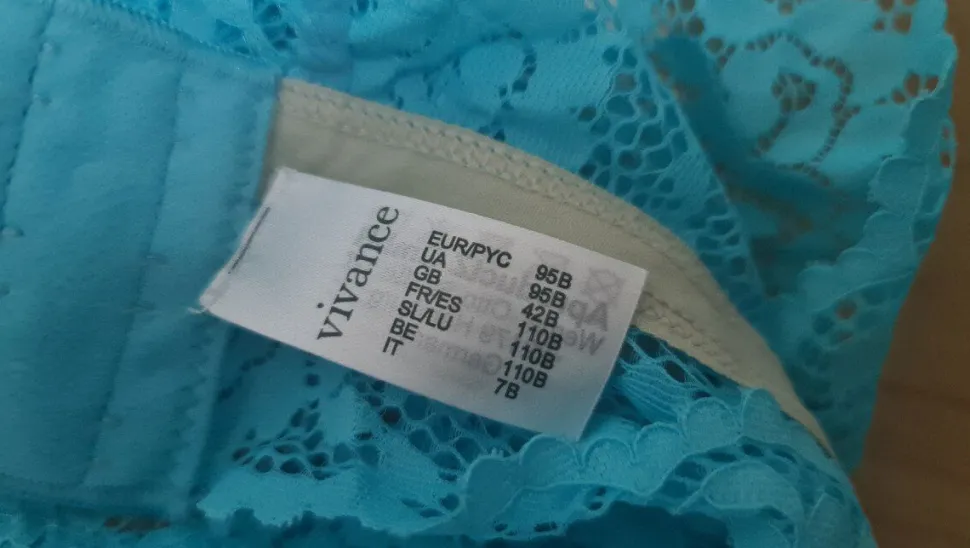 vivance
EUR/PYC 95B
UA 95B
GB 42B
FR/ES 110B
SL/LU 110B
BE 110B
IT 7B